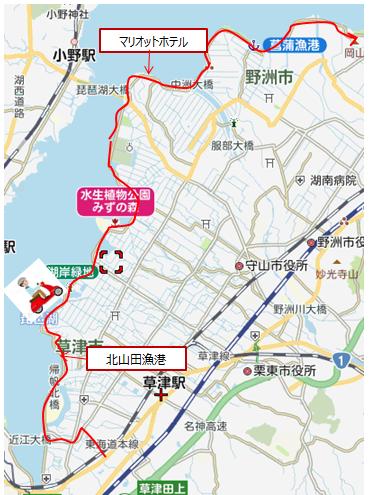 マリオットホテル
小野駅
菖蒲漁港
岡山
湖西道路
琵琶湖大橋
中洲大橋
野洲市
服部大橋
湖南病院
水生植物公園
みずの森
野洲市役所
駅
湖岸緑地
守山市役所
妙光寺山
野洲川大橋
草津市
北山田漁港
草津線
1
帰帆北橋
草津駅
栗東市役所
近江大橋
東海道本線
名神高速
草津田上